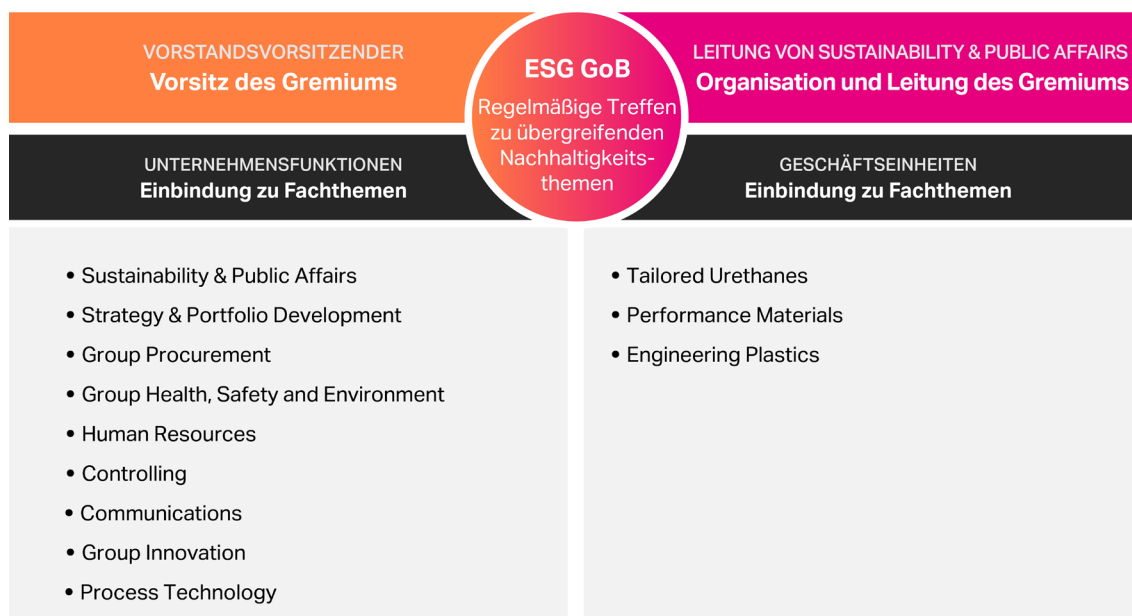 VORSTANDSVORSITZENDER
Vorsitz des Gremiums
ESG GoB
Regelmäßige Treffen
zu übergreifenden
Nachhaltigkeits-
themen
LEITUNG VON SUSTAINABILITY & PUBLIC AFFAIRS
Organisation und Leitung des Gremiums
UNTERNEHMENSFUNKTIONEN
Einbindung zu Fachthemen
GESCHÄFTSEINHEITEN
Einbindung zu Fachthemen
• Sustainability & Public Affairs
• Strategy & Portfolio Development
• Group Procurement
• Group Health, Safety and Environment
• Human Resources
• Controlling
• Communications
• Group Innovation
• Process Technology
• Tailored Urethanes
• Performance Materials
• Engineering Plastics